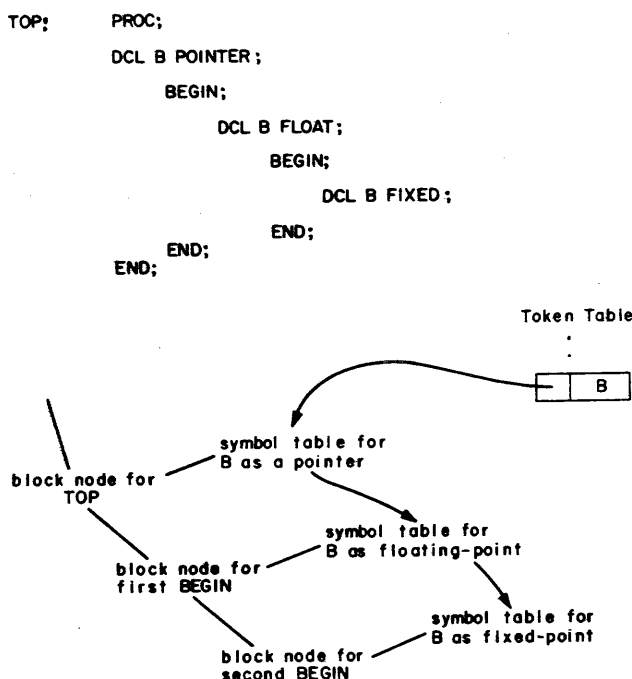 TOP: PROC;
DCL B POINTER;
BEGIN;
DCL B FLOAT;
BEGIN;
DCL B FIXED;
END;
END;
END;
Token Table
B
symbol table for
B as a pointer
block node for
TOP
symbol table for
B as floating-point
block node for
first BEGIN
symbol table for
B as fixed-point
block node for
second BEGIN